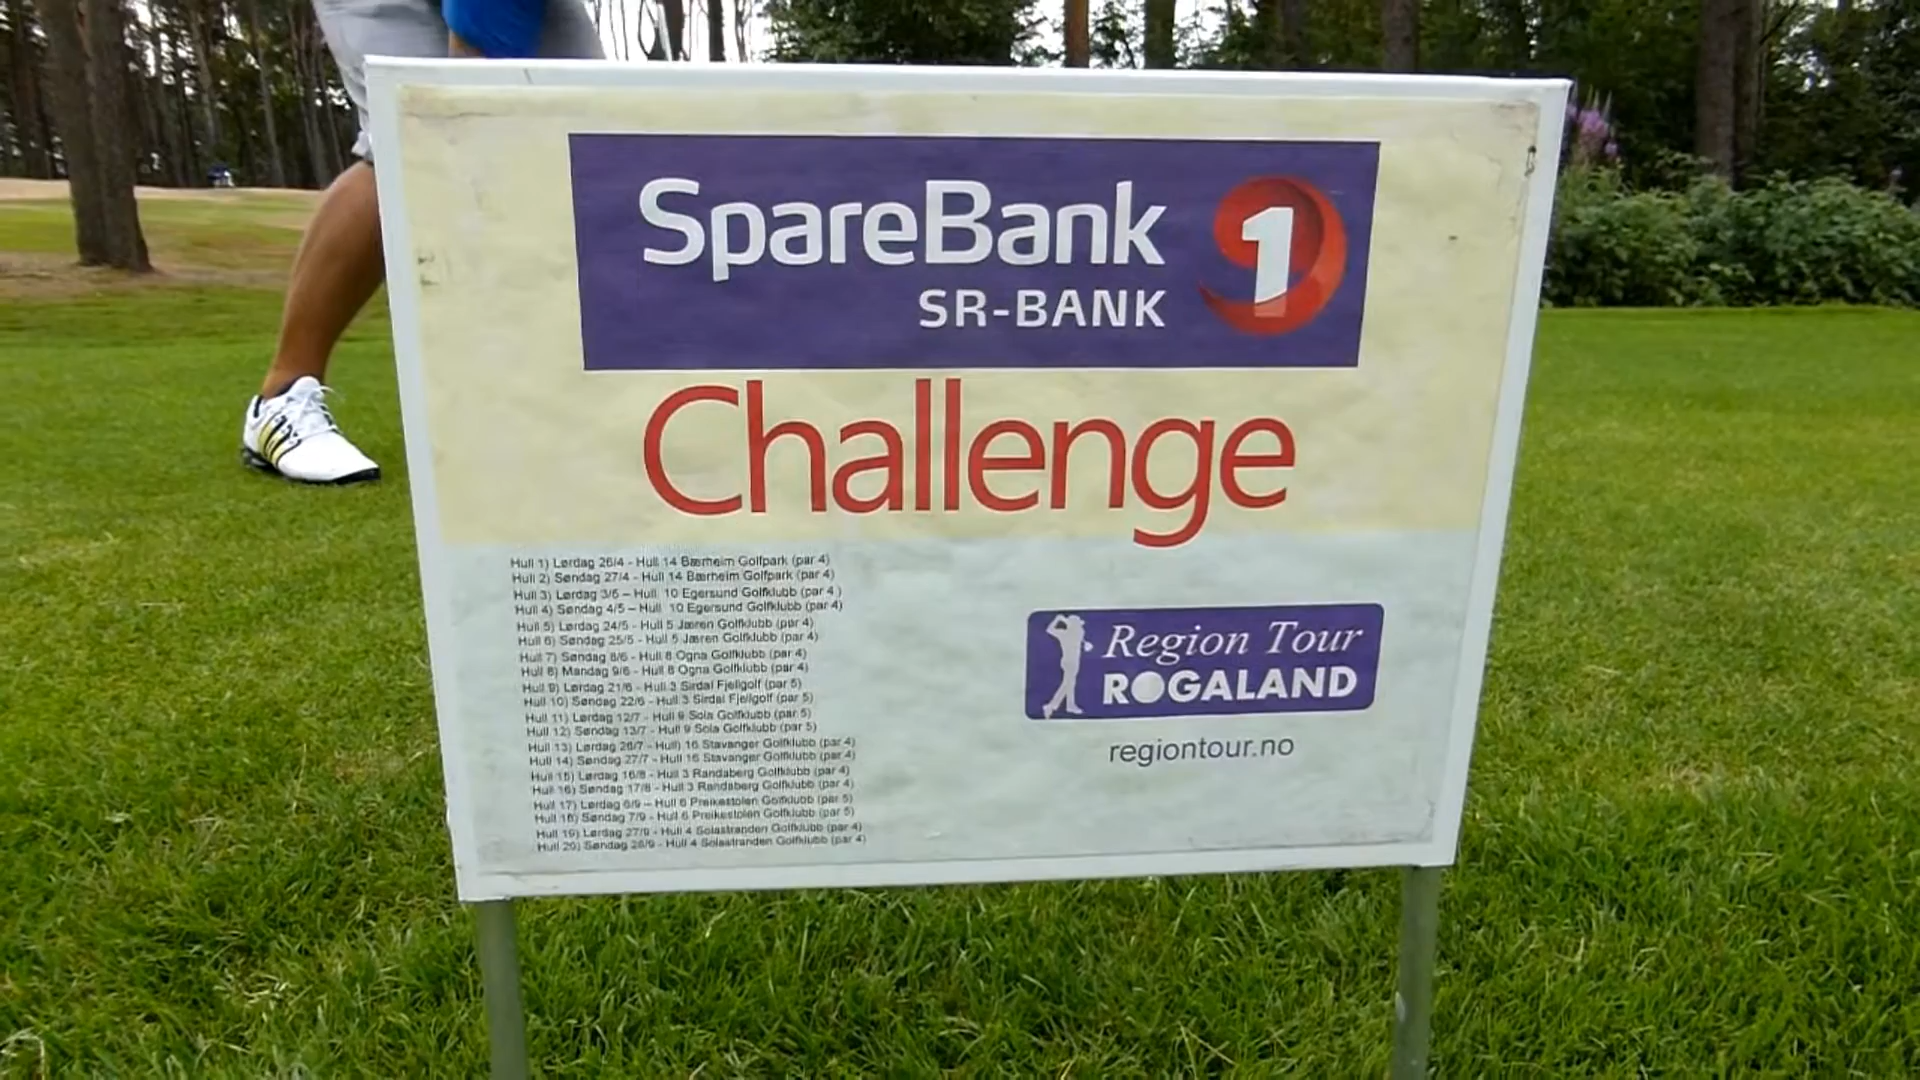 SpareBank 1
SR-BANK
Challenge
Hull 1) Lørdag 26/4 - Hull 14 Bærheim Golfpark (par 4)
Hull 2) Søndag 27/4 - Hull 14 Bærheim Golfpark (par 4)
Hull 3) Lørdag 3/5 – Hull 10 Egersund Golfklubb (par 4 )
Hull 4) Søndag 4/5 – Hull 10 Egersund Golfklubb (par 4)
Hull 5) Lørdag 24/5 - Hull 5 Jæren Golfklubb (par 4)
Hull 6) Søndag 25/5 - Hull 5 Jæren Golfklubb (par 4)
Hull 7) Søndag 8/6 - Hull 8 Ogna Golfklubb (par 4)
Hull 8) Mandag 9/6 - Hull 8 Ogna Golfklubb (par 4)
Hull 9) Lørdag 21/6 - Hull 3 Sirdal Fjellgolf (par 5)
Hull 10) Søndag 22/6 - Hull 3 Sirdal Fjellgolf (par 5)
Hull 11) Lørdag 12/7 - Hull 9 Sola Golfklubb (par 5)
Hull 12) Søndag 13/7 - Hull 9 Sola Golfklubb (par 5)
Hull 13) Lørdag 26/7 - Hull) 16 Stavanger Golfklubb (par 4)
Hull 14) Søndag 27/7 - Hull 16 Stavanger Golfklubb (par 4)
Hull 15) Lørdag 16/8 - Hull 3 Randaberg Golfklubb (par 4)
Hull 16) Søndag 17/8 - Hull 3 Randaberg Golfklubb (par 4)
Hull 17) Lørdag 6/9 – Hull 6 Preikestolen Golfklubb (par 5)
Hull 18) Søndag 7/9 - Hull 6 Preikestolen Golfklubb (par 5)
Hull 19) Lørdag 27/9 - Hull 4 Solastranden Golfklubb (par 4)
Hull 20) Søndag 28/9 - Hull 4 Solastranden Golfklubb (par 4)
Region Tour
ROGALAND
regiontour.no